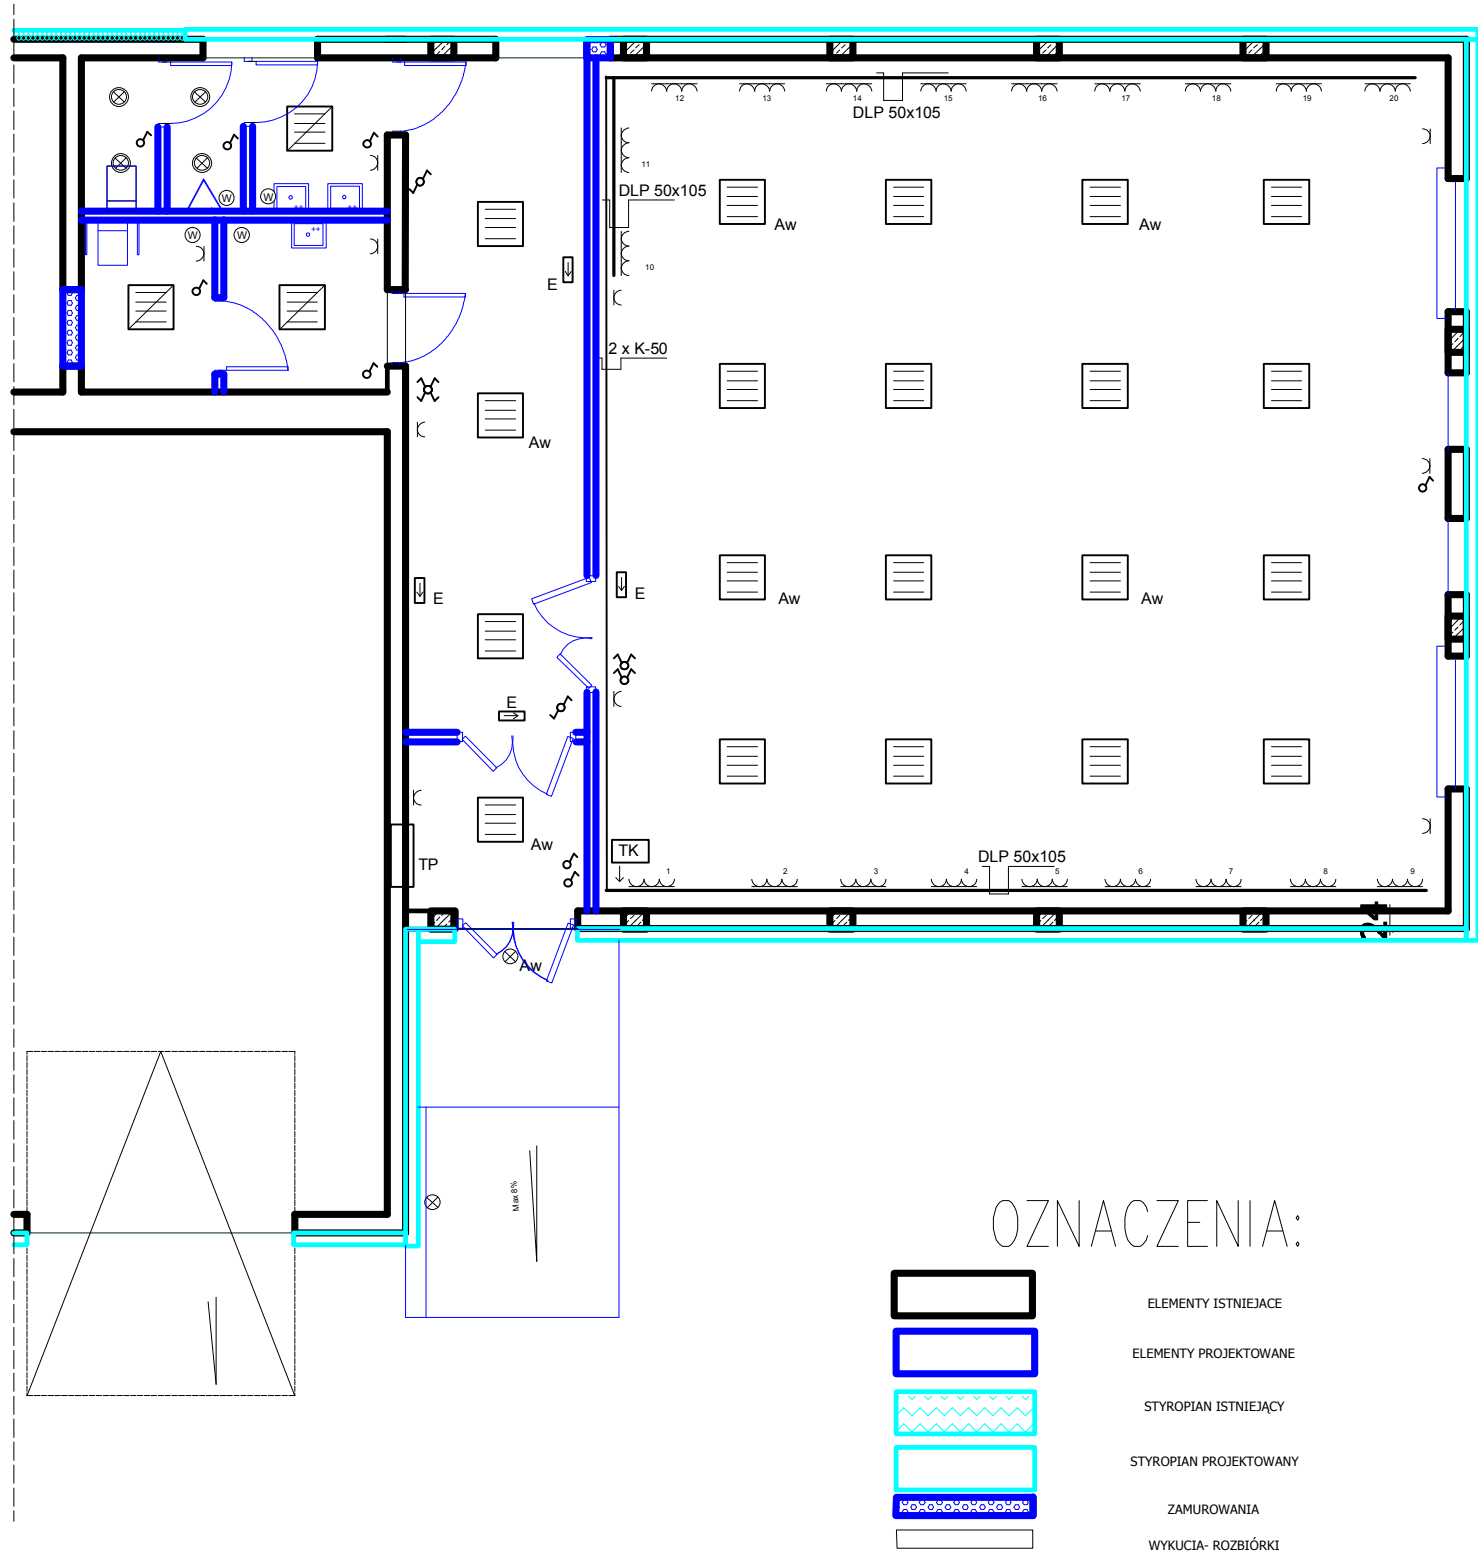 12 13 14 15 16 17 18 19 20
DLP 50x105
11
DLP 50x105
W W
Aw Aw
W W
10
E
2 x K-50
Aw
E E
Aw Aw
E
Aw
TP
TK
DLP 50x105
1 2 3 4 5 6 7 8 9
24
Aw
Max 8%
OZNACZENIA:
ELEMENTY ISTNIEJACE
ELEMENTY PROJEKTOWANE
STYROPIAN ISTNIEJĄCY
STYROPIAN PROJEKTOWANY
ZAMUROWANIA
WYKUCIA- ROZBIÓRKI